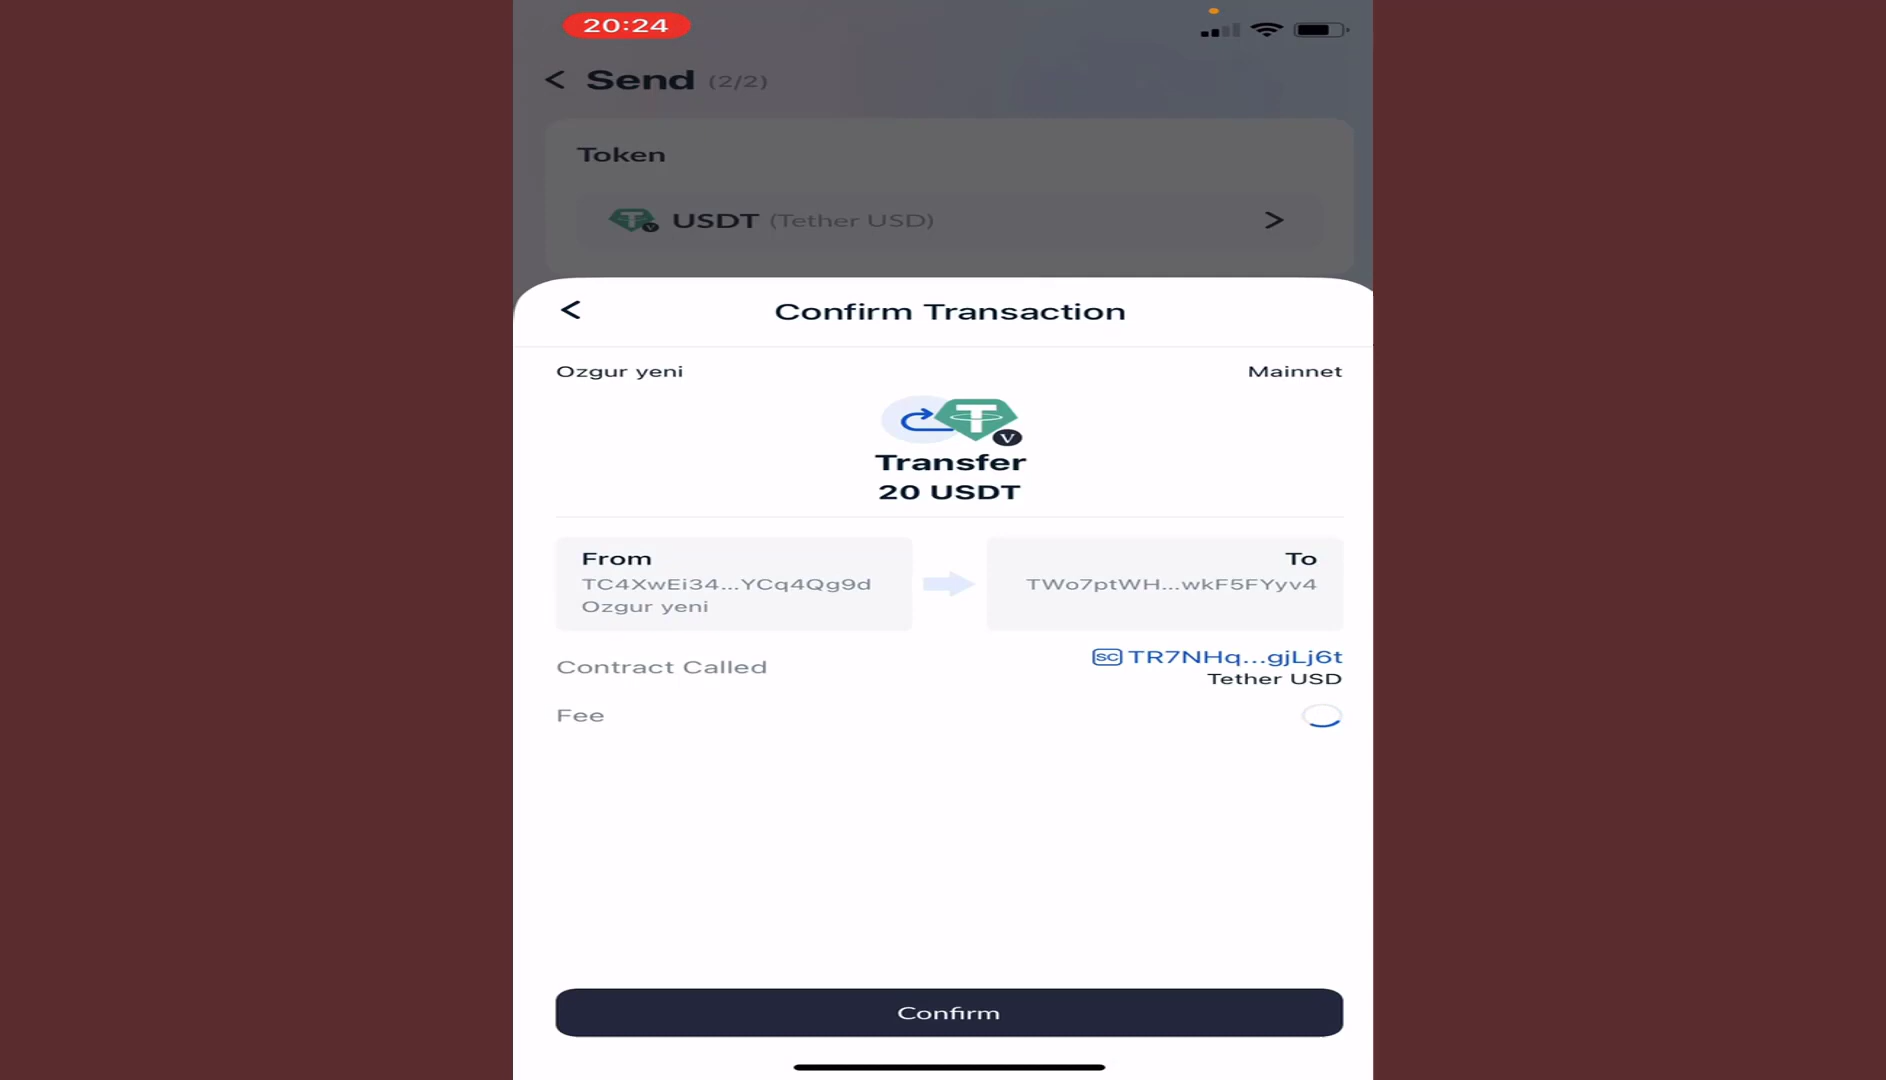 20:24
Send (2/2)
Token
USDT (Tether USD)
Confirm Transaction
Ozgur yeni
Mainnet
Transfer
20 USDT
From
TC4XwEi34...YCq4Qg9d
Ozgur yeni
To
TWo7ptWH...wkF5FYyv4
Contract Called
SC TR7NHq...gjLj6t
Tether USD
Fee
Confirm